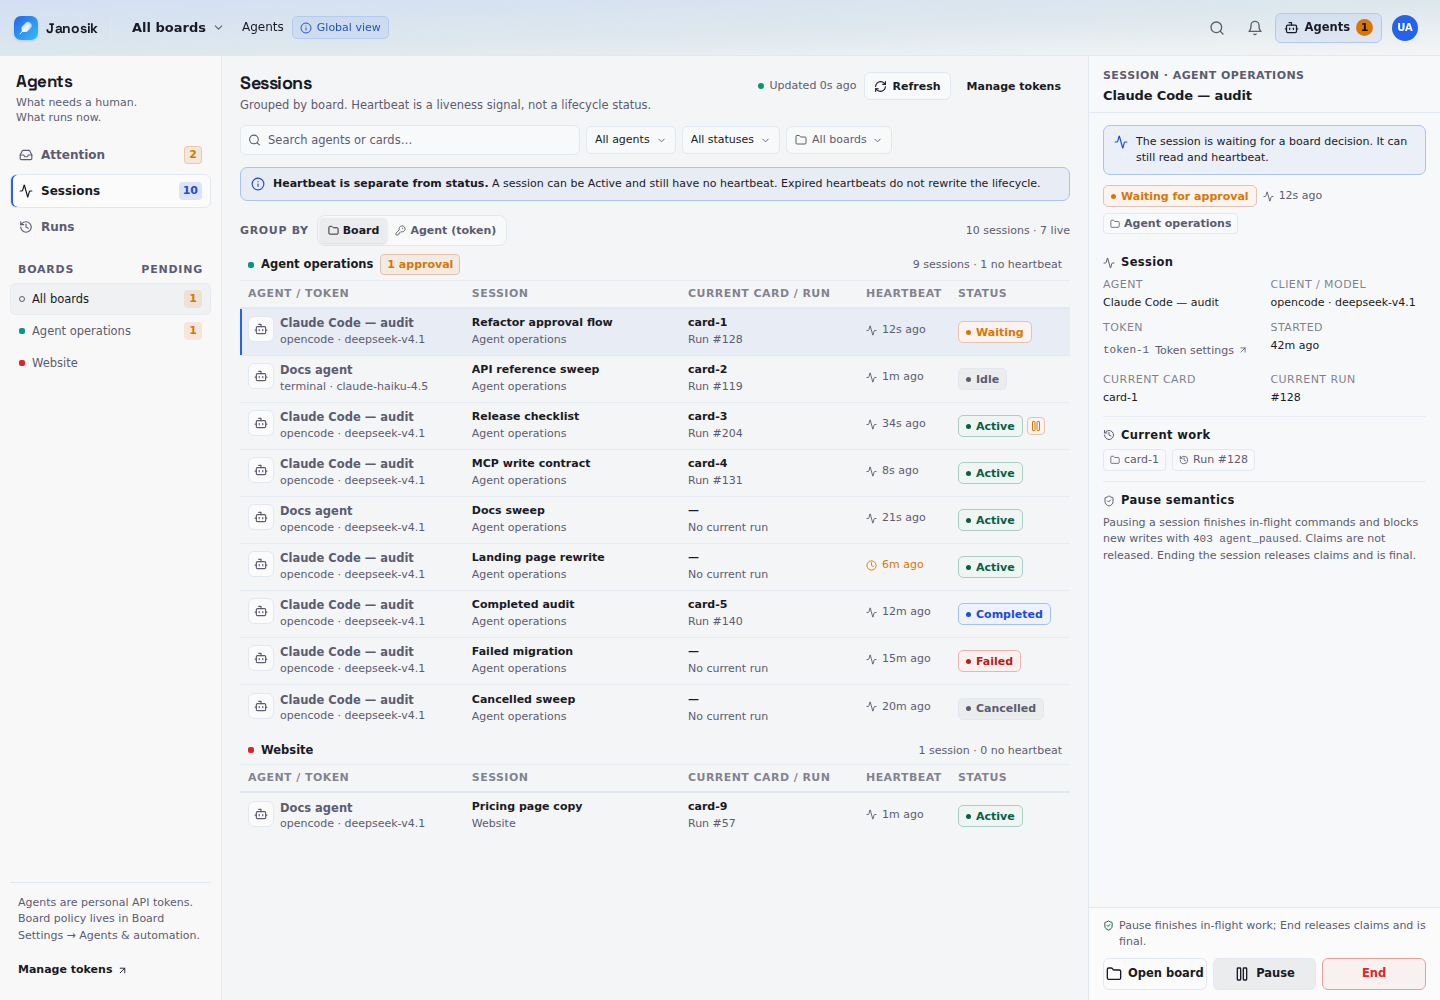 Janosik
All boards
Agents
Global view
Agents
1
UA
Agents
What needs a human.
What runs now.
Attention
2
Sessions
10
Runs
BOARDS
PENDING
All boards
1
Agent operations
1
Website
Agents are personal API tokens.
Board policy lives in Board
Settings → Agents & automation.
Manage tokens
Sessions
Grouped by board. Heartbeat is a liveness signal, not a lifecycle status.
Updated 0s ago
Refresh
Manage tokens
Search agents or cards...
All agents
All statuses
All boards
Heartbeat is separate from status. A session can be Active and still have no heartbeat. Expired heartbeats do not rewrite the lifecycle.
GROUP BY
Board
Agent (token)
10 sessions · 7 live
Agent operations
1 approval
9 sessions · 1 no heartbeat
AGENT / TOKEN SESSION CURRENT CARD / RUN HEARTBEAT STATUS
Claude Code — audit Refactor approval flow card-1 12s ago Waiting
opencode · deepseek-v4.1 Agent operations Run #128
Docs agent API reference sweep card-2 1m ago Idle
terminal · claude-haiku-4.5 Agent operations Run #119
Claude Code — audit Release checklist card-3 34s ago Active
opencode · deepseek-v4.1 Agent operations Run #204
Claude Code — audit MCP write contract card-4 8s ago Active
opencode · deepseek-v4.1 Agent operations Run #131
Docs agent Docs sweep — 21s ago Active
opencode · deepseek-v4.1 Agent operations No current run
Claude Code — audit Landing page rewrite — 6m ago Active
opencode · deepseek-v4.1 Agent operations No current run
Claude Code — audit Completed audit card-5 12m ago Completed
opencode · deepseek-v4.1 Agent operations Run #140
Claude Code — audit Failed migration — 15m ago Failed
opencode · deepseek-v4.1 Agent operations No current run
Claude Code — audit Cancelled sweep — 20m ago Cancelled
opencode · deepseek-v4.1 Agent operations No current run
Website
1 session · 0 no heartbeat
AGENT / TOKEN SESSION CURRENT CARD / RUN HEARTBEAT STATUS
Docs agent Pricing page copy card-9 1m ago Active
opencode · deepseek-v4.1 Website Run #57
SESSION · AGENT OPERATIONS
Claude Code — audit
The session is waiting for a board decision. It can
still read and heartbeat.
Waiting for approval
12s ago
Agent operations
Session
AGENT CLIENT / MODEL
Claude Code — audit opencode · deepseek-v4.1
TOKEN STARTED
token-1 Token settings 42m ago
CURRENT CARD CURRENT RUN
card-1 #128
Current work
card-1
Run #128
Pause semantics
Pausing a session finishes in-flight commands and blocks
new writes with 403 agent_paused. Claims are not
released. Ending the session releases claims and is final.
Pause finishes in-flight work; End releases claims and is
final.
Open board
Pause
End